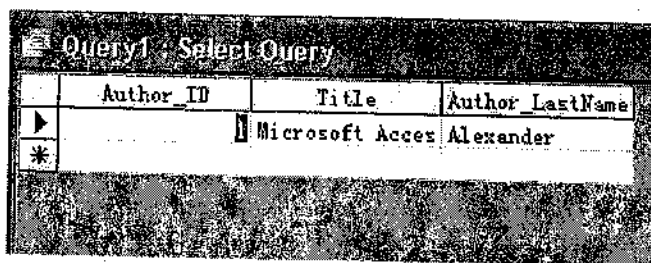 Query1 : Select Query
Author_ID Title Author_LastName
1 Microsoft Acces Alexander
*